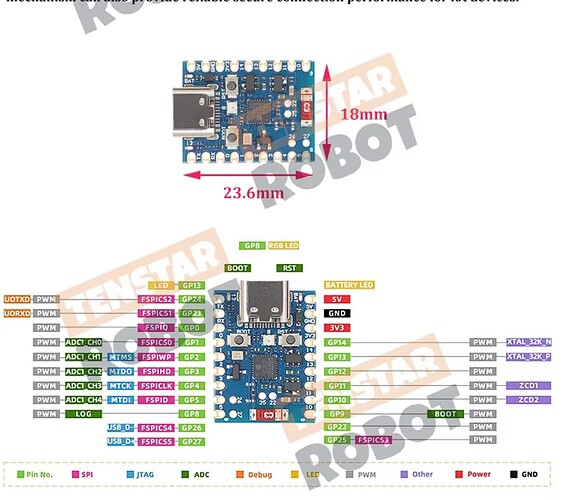 mechanism can also provide reliable secure connection performance for IoT devices.
TENSTAR
ROBOT
18mm
23.6mm
GP8 RGB LED
BOOT RST
LED GP13 BATTERY LED
U0TXD PWM FSPICS2 GP24 5V
U0RXD PWM FSPICS1 GP23 GND
PWM FSPIQ GP0 3V3
PWM ADC1_CH0 FSPICS0 GP1 GP14 PWM XTAL_32K_N
PWM ADC1_CH1 MTMS FSPIWP GP2 GP13 PWM XTAL_32K_P
PWM ADC1_CH2 MTDO FSPIHD GP3 GP12 PWM
PWM ADC1_CH3 MTCK FSPICLK GP4 GP11 PWM ZCD1
PWM ADC1_CH4 MTDI FSPID GP5 GP10 PWM ZCD2
PWM LOG GP8 GP9 BOOT PWM
USB_D- FSPICS4 GP26 GP22 PWM
USB_D+ FSPICS5 GP27 GP25 FSPICS3 PWM
Pin No. SPI JTAG ADC Debug LED PWM Other Power GND